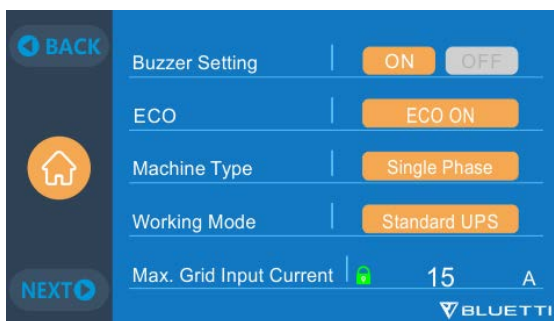 BACK
Buzzer Setting ON OFF
ECO ECO ON
Machine Type Single Phase
Working Mode Standard UPS
Max. Grid Input Current 15 A
NEXT
BLUETTI